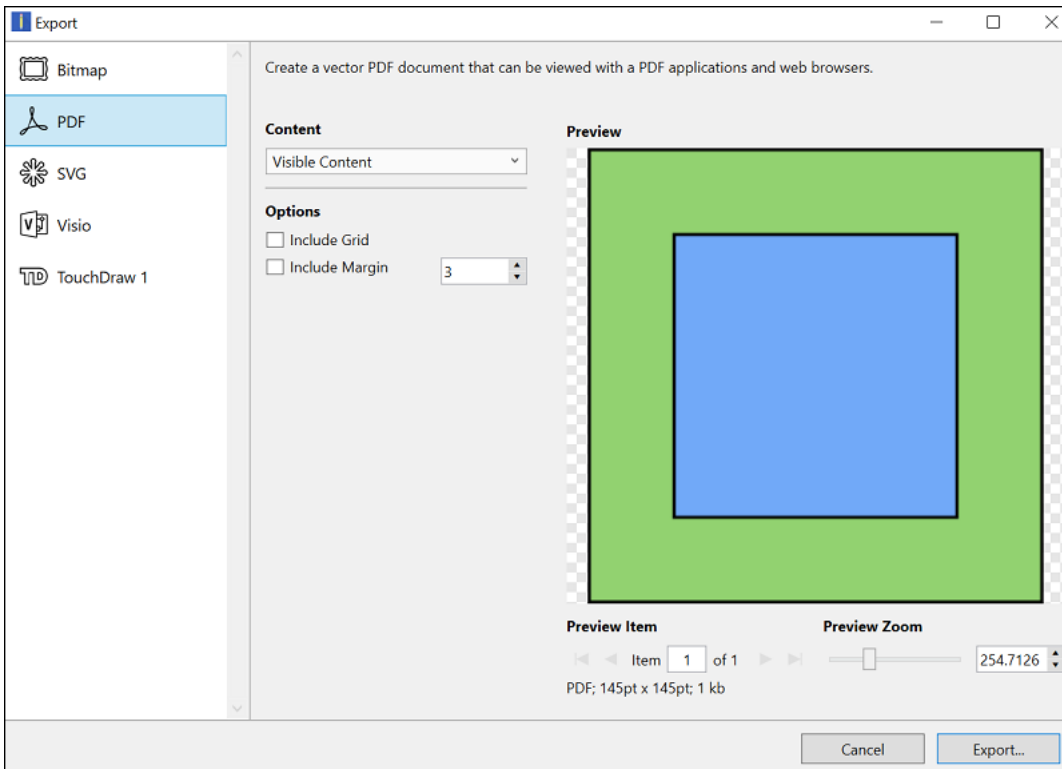 Export
Bitmap
PDF
SVG
Visio
TouchDraw 1
Create a vector PDF document that can be viewed with a PDF applications and web browsers.
Content
Visible Content
Options
Include Grid
Include Margin 3
Preview
Preview Item
Item 1 of 1
PDF; 145pt x 145pt; 1 kb
Preview Zoom
254.7126
Cancel
Export...